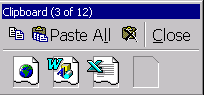 Clipboard (3 of 12)
Paste All Close
W
X